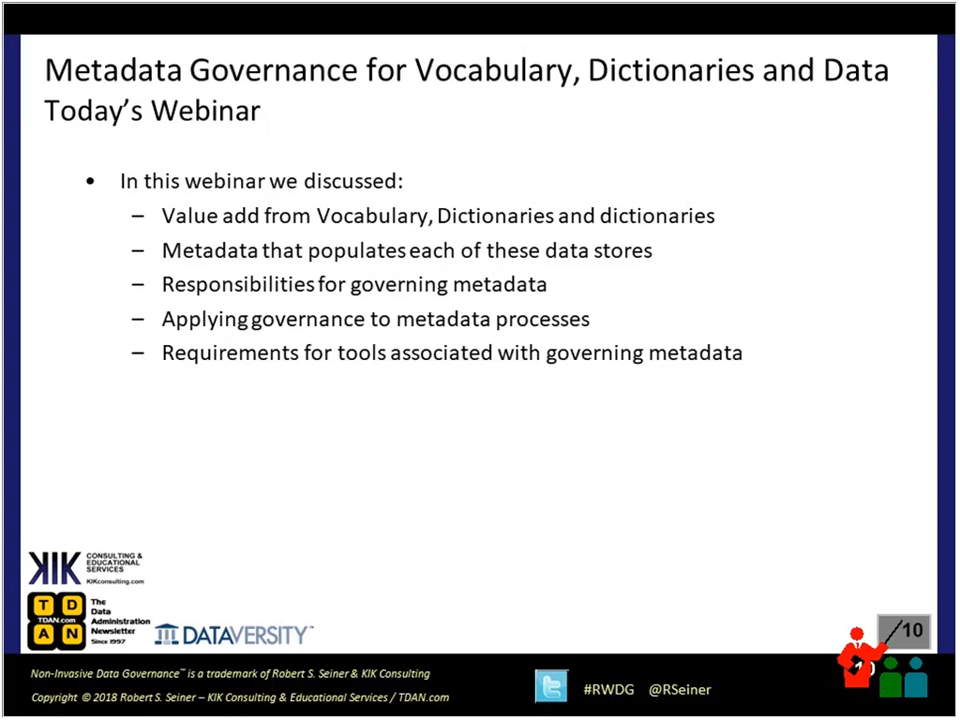 Metadata Governance for Vocabulary, Dictionaries and Data
Today's Webinar
• In this webinar we discussed:
– Value add from Vocabulary, Dictionaries and dictionaries
– Metadata that populates each of these data stores
– Responsibilities for governing metadata
– Applying governance to metadata processes
– Requirements for tools associated with governing metadata
KIK
CONSULTING &
EDUCATIONAL
SERVICES
KIKconsulting.com
T D
TDAN.com
A N
The
Data
Administration
Newsletter
Since 1997
DATAVERSITY™
/10
Non-Invasive Data Governance™ is a trademark of Robert S. Seiner & KIK Consulting
Copyright © 2018 Robert S. Seiner – KIK Consulting & Educational Services / TDAN.com
#RWDG @RSeiner